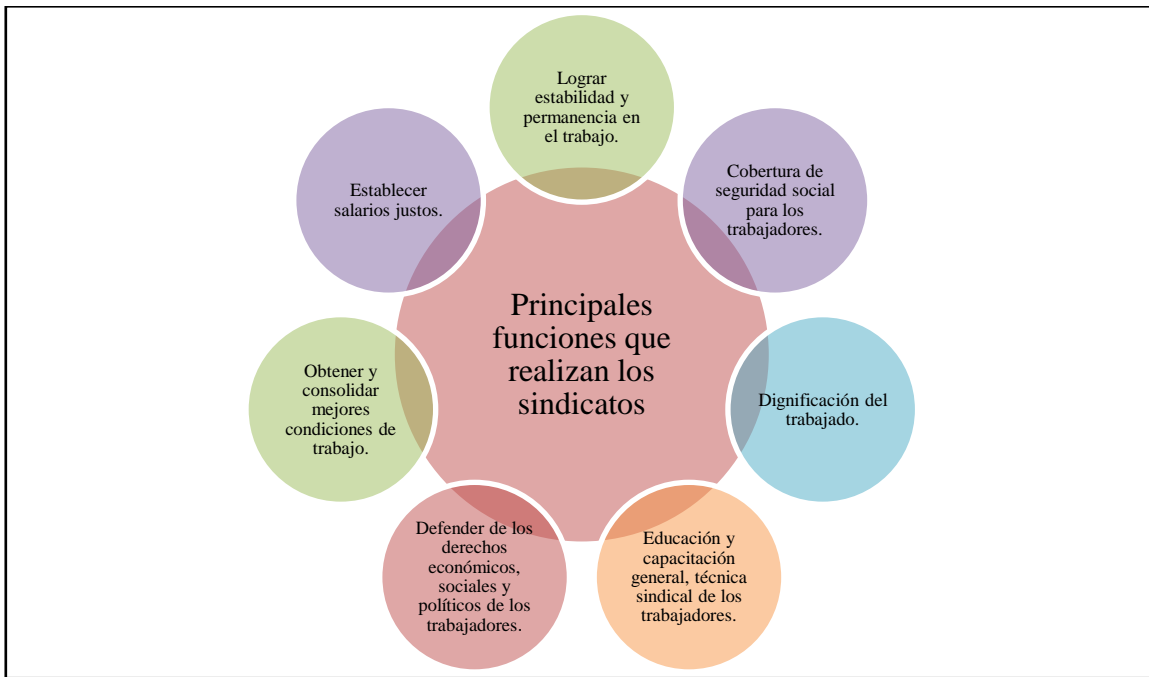 Principales
funciones que
realizan los
sindicatos
Lograr
estabilidad y
permanencia en
el trabajo.
Cobertura de
seguridad social
para los
trabajadores.
Dignificación del
trabajado.
Educación y
capacitación
general, técnica
sindical de los
trabajadores.
Defender de los
derechos
económicos,
sociales y
políticos de los
trabajadores.
Obtener y
consolidar
mejores
condiciones de
trabajo.
Establecer
salarios justos.